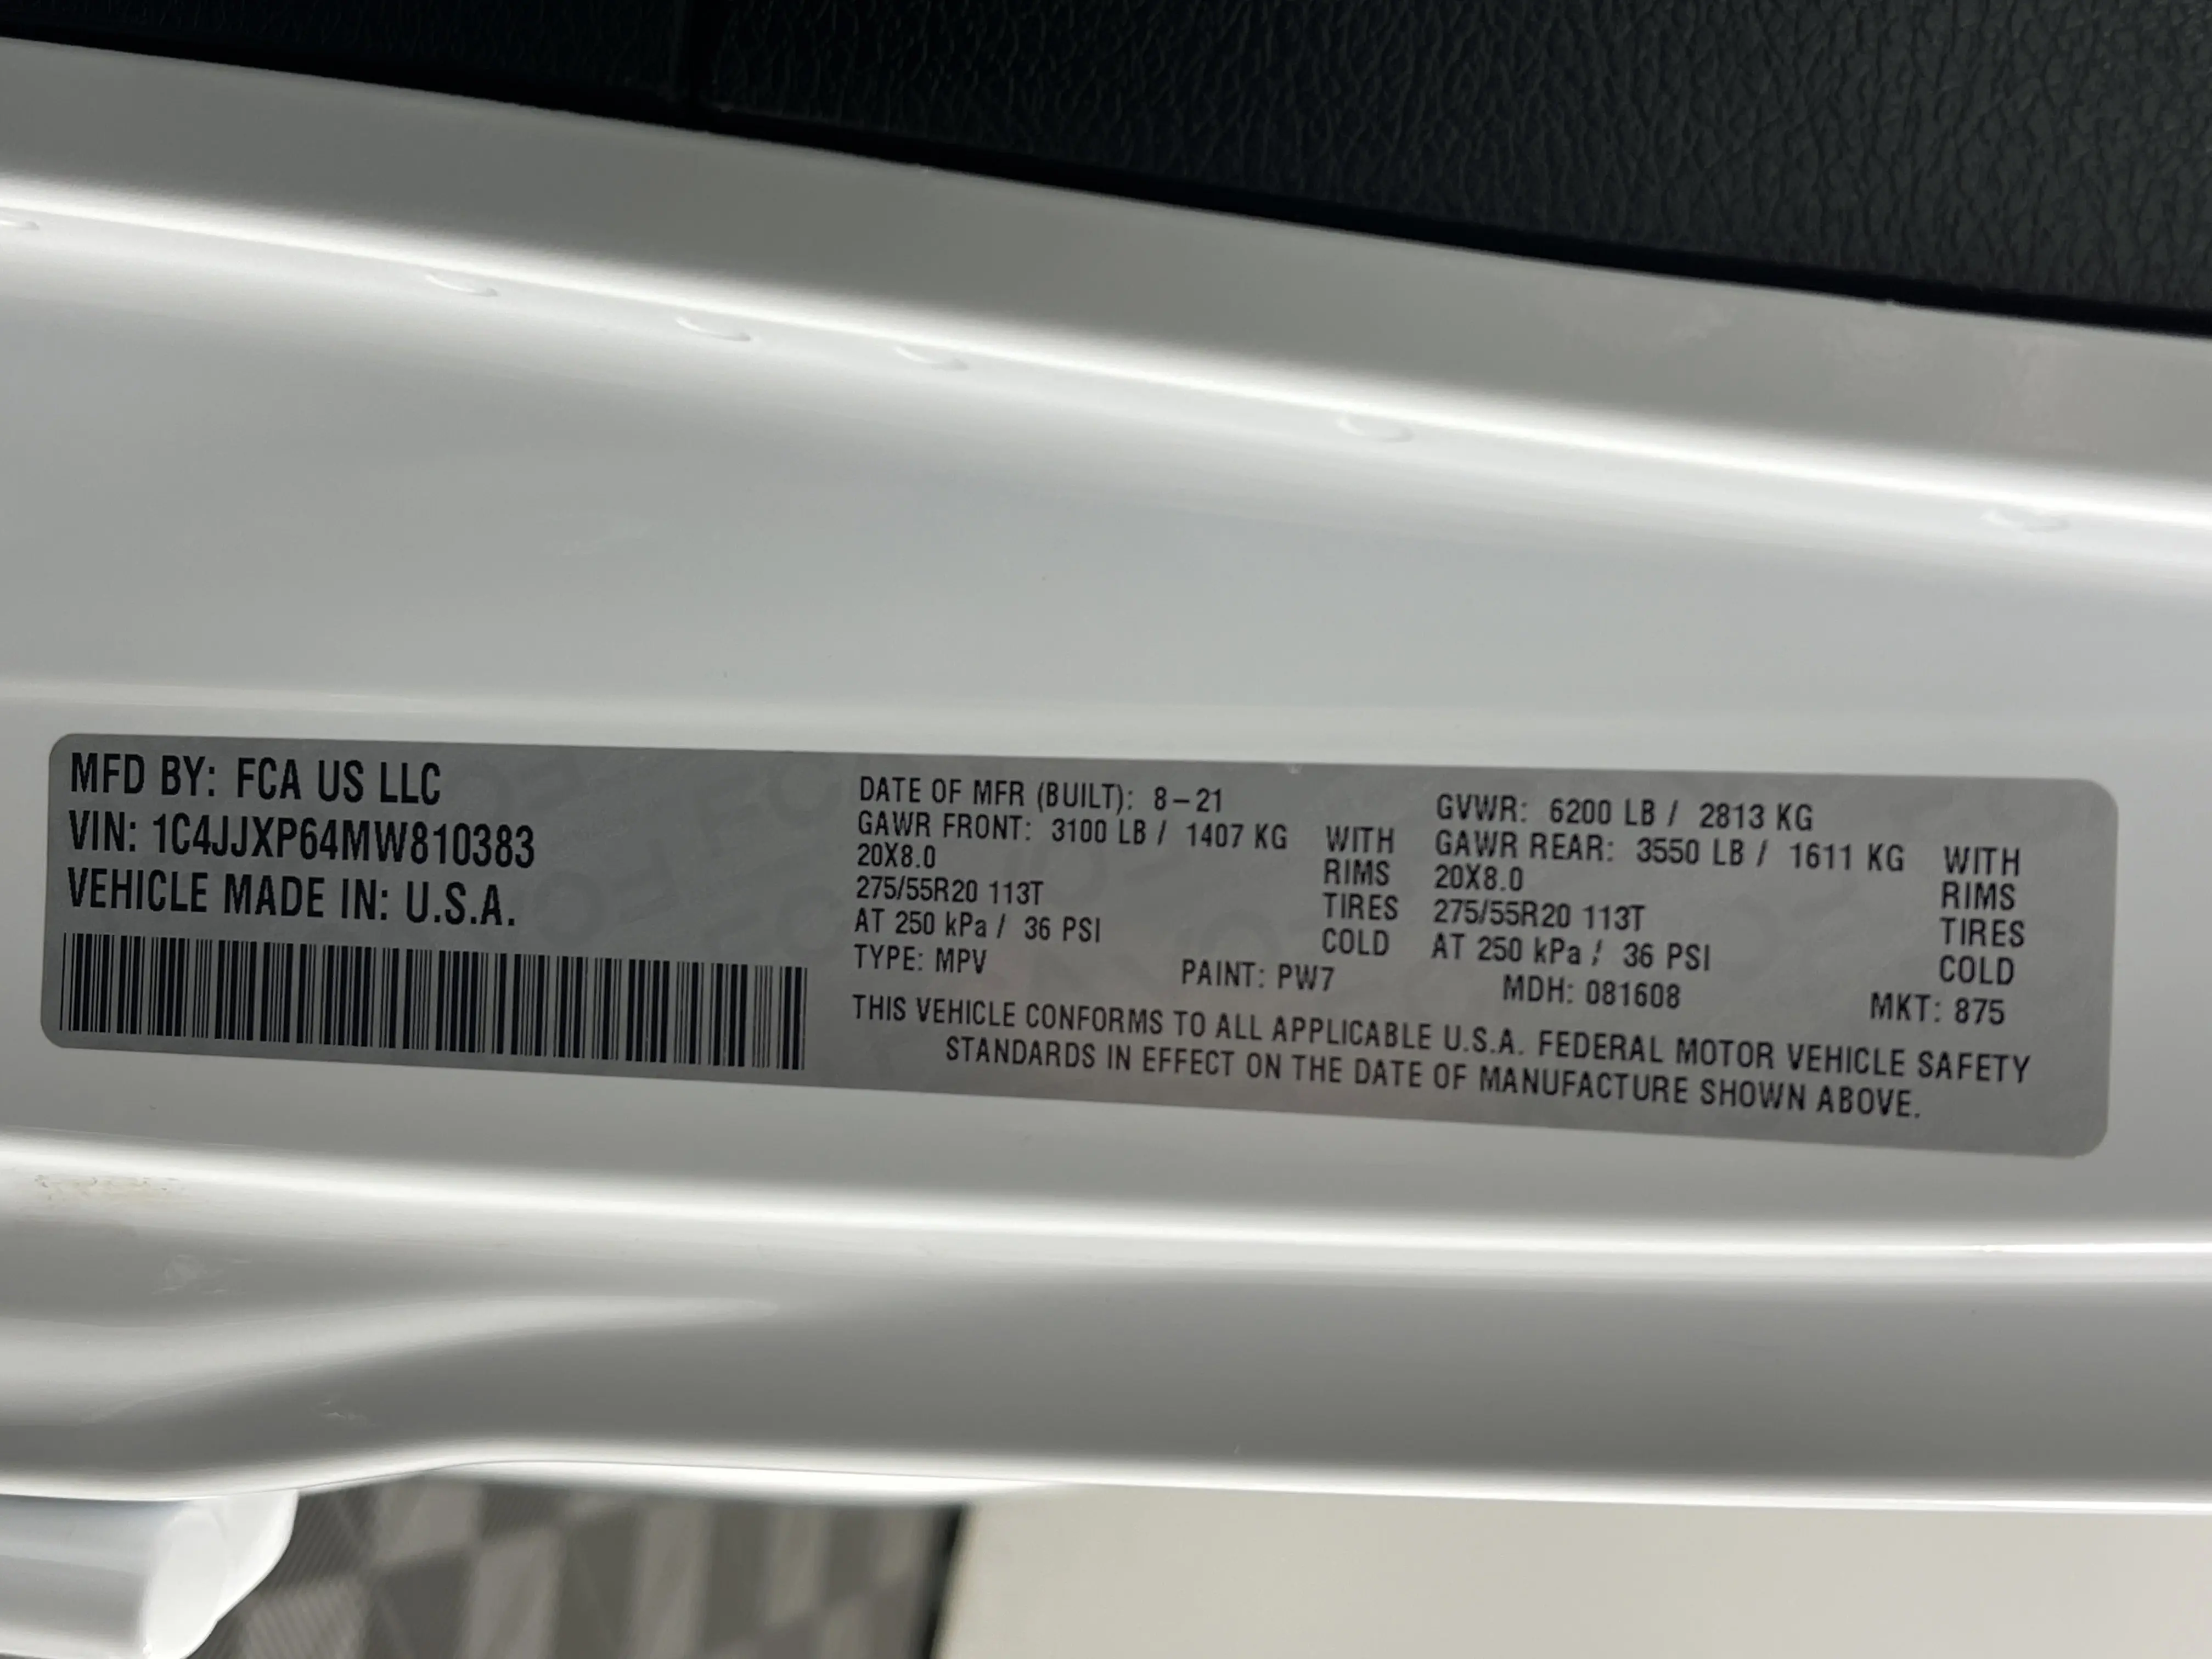 MFD BY: FCA US LLC
VIN: 1C4JJXP64MW810383
VEHICLE MADE IN: U.S.A.
DATE OF MFR (BUILT): 8-21
GAWR FRONT: 3100 LB / 1407 KG WITH
20X8.0 RIMS
275/55R20 113T TIRES
AT 250 kPa / 36 PSI COLD
GVWR: 6200 LB / 2813 KG
GAWR REAR: 3550 LB / 1611 KG WITH
20X8.0 RIMS
275/55R20 113T TIRES
AT 250 kPa / 36 PSI COLD
TYPE: MPV PAINT: PW7 MDH: 081608 MKT: 875
THIS VEHICLE CONFORMS TO ALL APPLICABLE U.S.A. FEDERAL MOTOR VEHICLE SAFETY
STANDARDS IN EFFECT ON THE DATE OF MANUFACTURE SHOWN ABOVE.